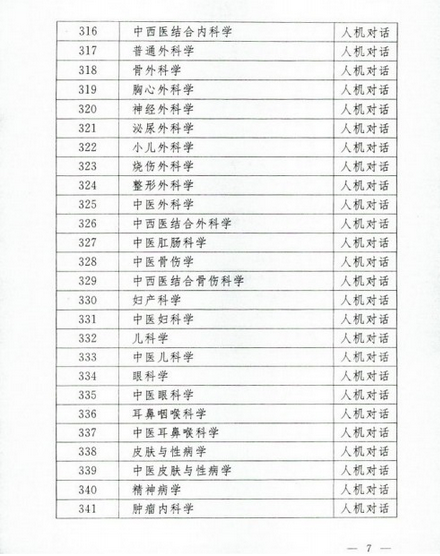 316 中西医结合内科学 人机对话
317 普通外科学 人机对话
318 骨外科学 人机对话
319 胸心外科学 人机对话
320 神经外科学 人机对话
321 泌尿外科学 人机对话
322 小儿外科学 人机对话
323 烧伤外科学 人机对话
324 整形外科学 人机对话
325 中医外科学 人机对话
326 中西医结合外科学 人机对话
327 中医肛肠科学 人机对话
328 中医骨伤学 人机对话
329 中西医结合骨伤科学 人机对话
330 妇产科学 人机对话
331 中医妇科学 人机对话
332 儿科学 人机对话
333 中医儿科学 人机对话
334 眼科学 人机对话
335 中医眼科学 人机对话
336 耳鼻咽喉科学 人机对话
337 中医耳鼻喉科学 人机对话
338 皮肤与性病学 人机对话
339 中医皮肤与性病学 人机对话
340 精神病学 人机对话
341 肿瘤内科学 人机对话
— 7 —